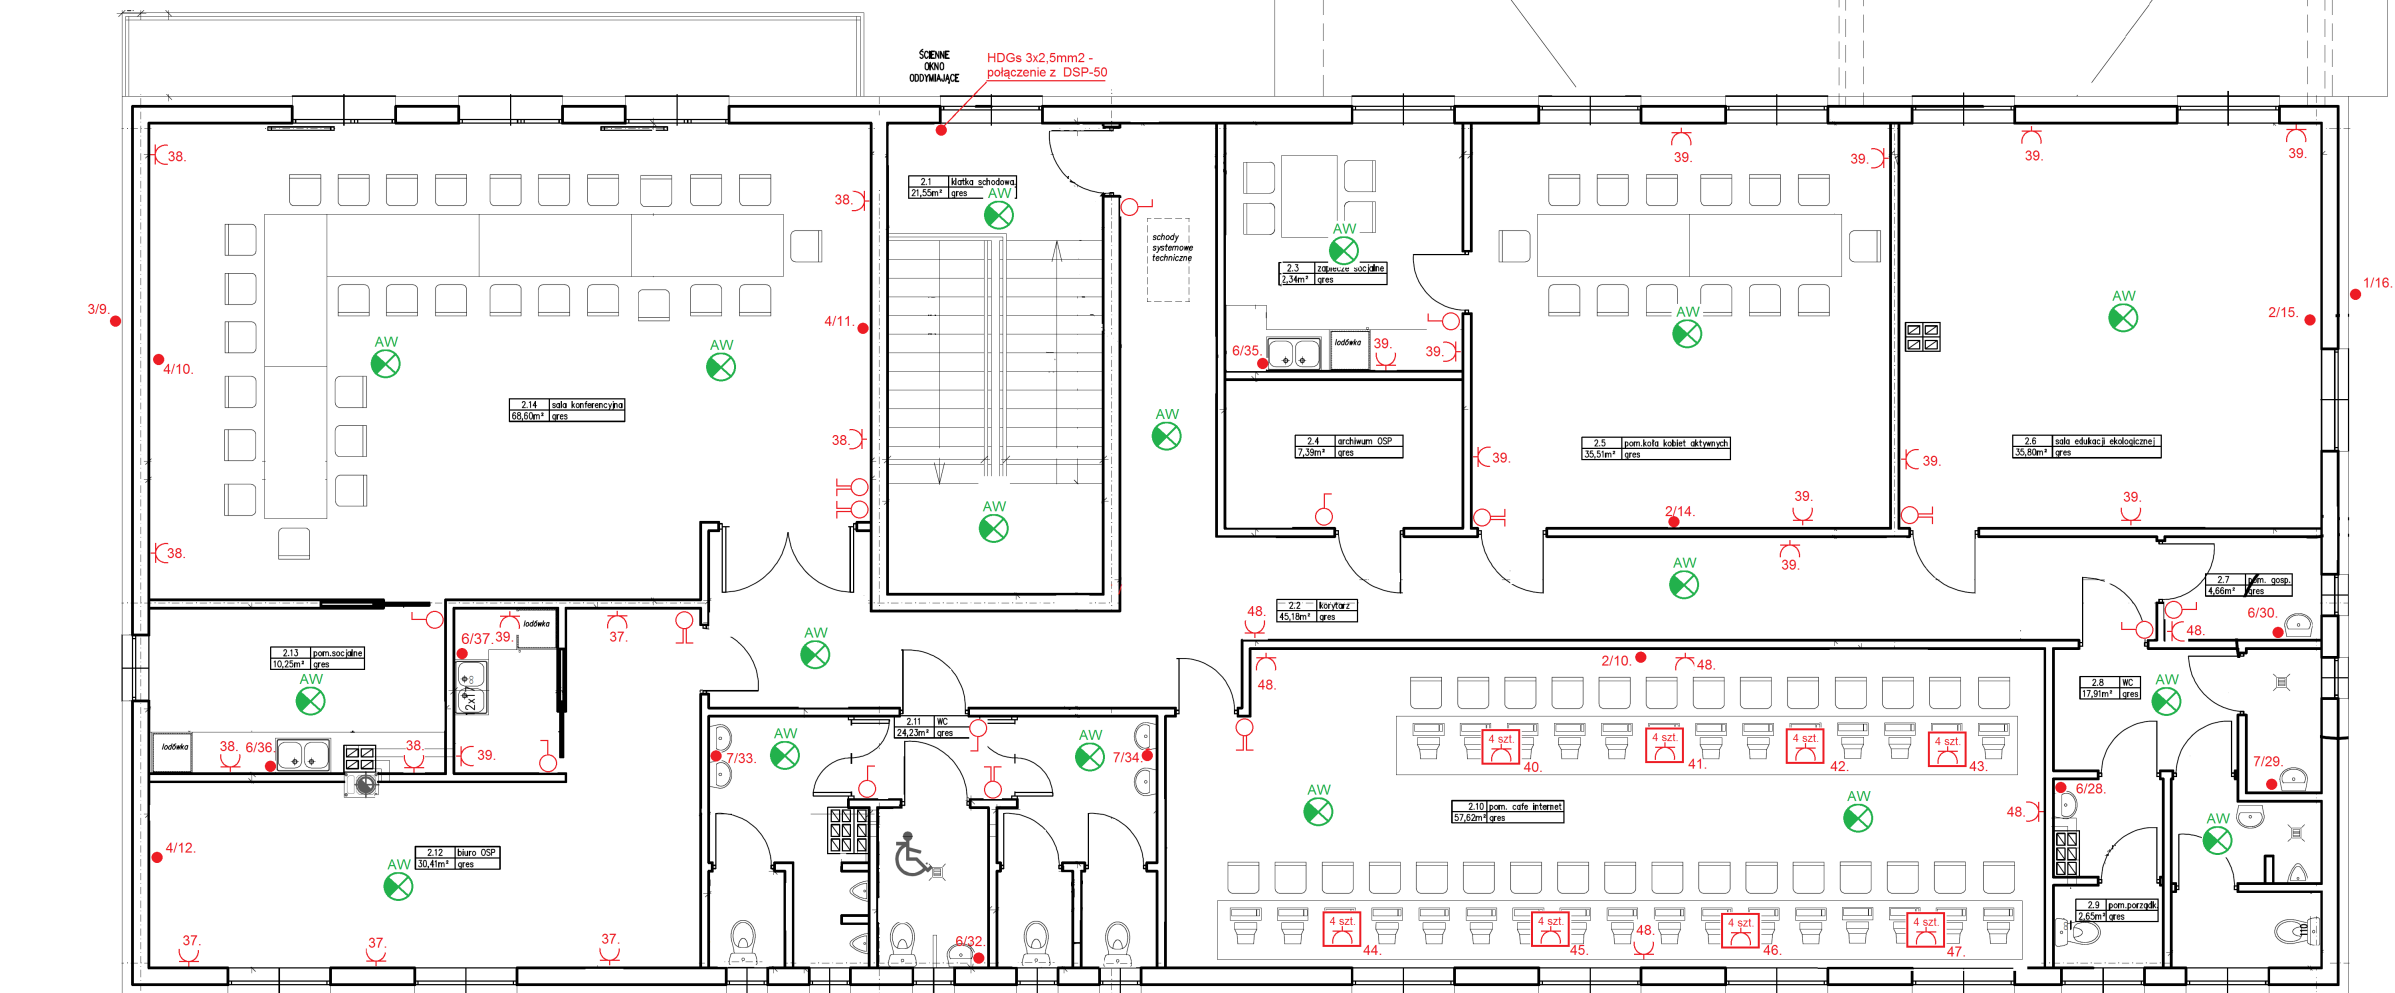 ŚCIENNE
OKNO
ODDYMIAJĄCE
HDGs 3x2,5mm2 -
połączenie z DSP-50
38.
38.
2.1 klatka schodowa
21,55m² gres
AW
schody
systemowe
techniczne
39.
39.
39.
39.
AW
2.3 zaplecze socjalne
2,34m² gres
1/16.
3/9.
4/10.
4/11.
AW
AW
AW
AW
2/15.
6/35.
lodówka
39.
39.
2.14 sala konferencyjna
68,60m² gres
38.
AW
2.4 archiwum OSP
7,39m² gres
2.5 pom.koła kobiet aktywnych
35,51m² gres
2.6 sala edukacji ekologicznej
35,80m² gres
39.
39.
AW
39.
2/14.
39.
38.
39.
AW
2.7 pom. gosp.
4,66m² gres
2.2 korytarz
45,18m² gres
48.
6/30.
48.
6/37.
39.
lodówka
37.
AW
2.13 pom.socjalne
10,25m² gres
AW
12x17
2/10.
48.
48.
2.8 WC
17,91m² gres
AW
2.11 WC
24,23m² gres
lodówka
38.
6/36.
38.
39.
AW
7/33.
AW
7/34.
4 szt.
40.
4 szt.
41.
4 szt.
42.
4 szt.
43.
7/29.
6/28.
AW
2.10 pom. cafe internet
57,62m² gres
AW
48.
AW
4/12.
2.12 biuro OSP
30,41m² gres
AW
2.9 pom.porządk.
2,65m² gres
37.
37.
37.
6/32.
4 szt.
44.
4 szt.
45.
48.
4 szt.
46.
4 szt.
47.
110